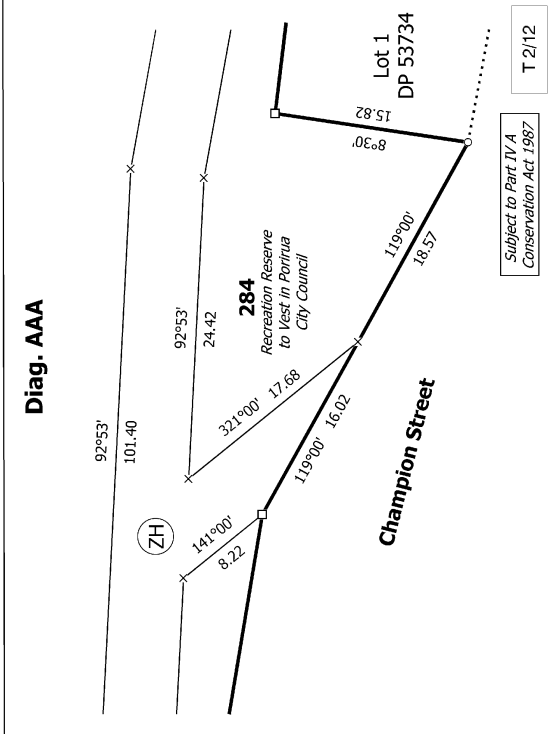 Diag. AAA
92°53'
101.40
92°53'
24.42
ZH
141°00'
8.22
321°00' 17.68
284
Recreation Reserve
to Vest in Porirua
City Council
119°00' 16.02
119°00'
18.57
15.82
8°30'
Lot 1
DP 53734
Champion Street
Subject to Part IV A
Conservation Act 1987
T 2/12